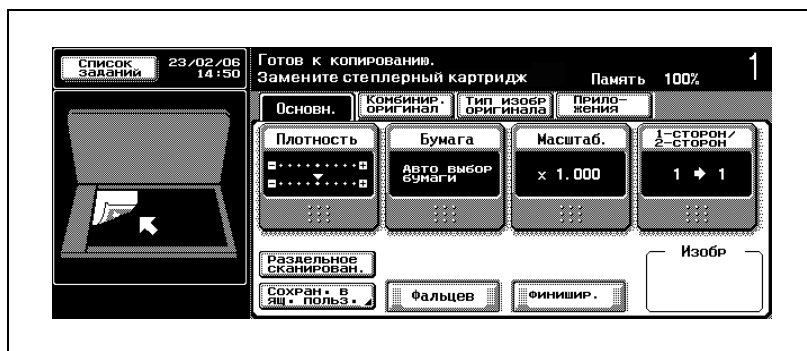 Список
заданий
23/02/06
14:50
Готов к копированию.
Замените степлерный картридж
Память 100%
1
Основн.
Комбинир.
оригинал
Тип изобр
оригинала
Прило-
жения
Плотность
Бумага
Авто выбор
бумаги
Масштаб.
× 1.000
1-сторон/
2-сторон
1 ➔ 1
Раздельное
сканирован.
Сохран. в
ящ. польз.
Фальцев
Финишир.
Изобр